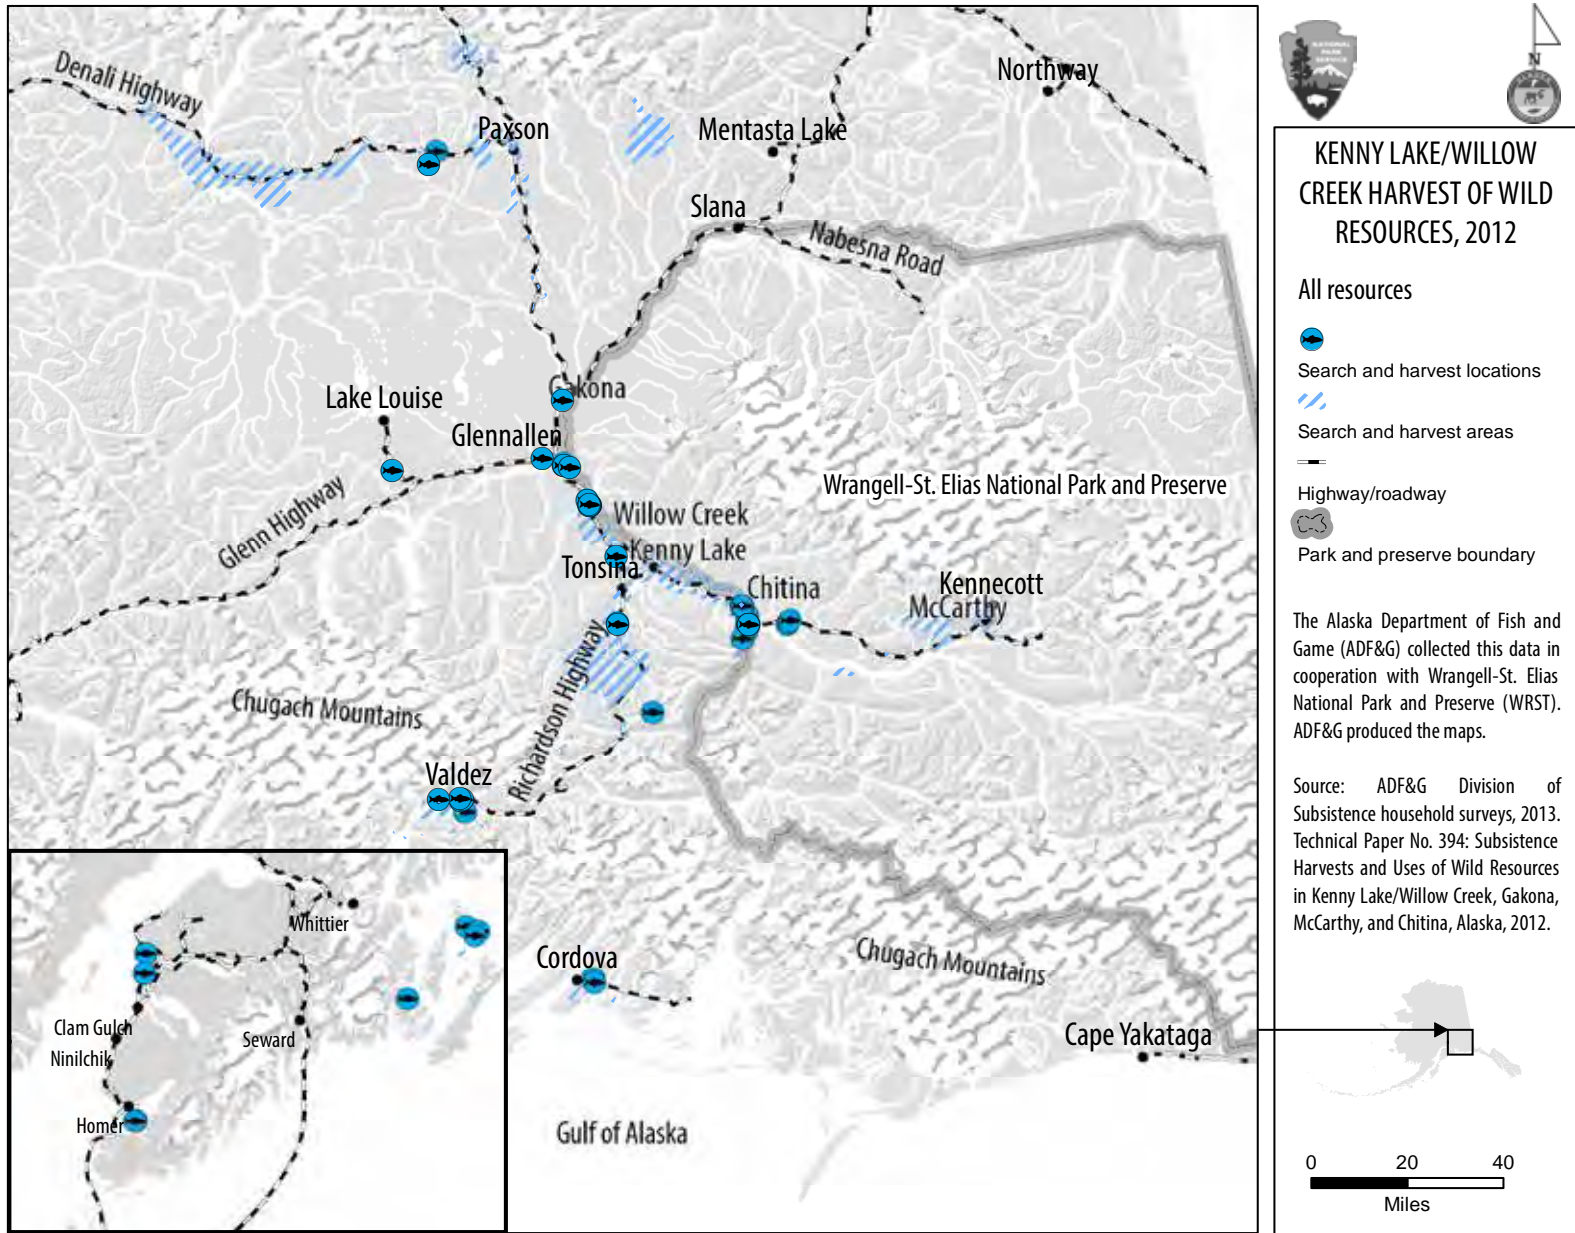 Denali Highway
Paxson
Northway
Mentasta Lake
Slana
Nabesna Road
Gakona
Lake Louise
Glennallen
Glenn Highway
Wrangell-St. Elias National Park and Preserve
Willow Creek
Kenny Lake
Tonsina
Chitina
Kennecott
McCarthy
Richardson Highway
Chugach Mountains
Valdez
Cordova
Chugach Mountains
Cape Yakataga
Gulf of Alaska
Whittier
Clam Gulch
Ninilchik
Seward
Homer
NATIONAL
PARK
SERVICE
N
KENNY LAKE/WILLOW
CREEK HARVEST OF WILD
RESOURCES, 2012
All resources
Search and harvest locations
Search and harvest areas
Highway/roadway
Park and preserve boundary
The Alaska Department of Fish and
Game (ADF&G) collected this data in
cooperation with Wrangell-St. Elias
National Park and Preserve (WRST).
ADF&G produced the maps.
Source: ADF&G Division of
Subsistence household surveys, 2013.
Technical Paper No. 394: Subsistence
Harvests and Uses of Wild Resources
in Kenny Lake/Willow Creek, Gakona,
McCarthy, and Chitina, Alaska, 2012.
0 20 40
Miles